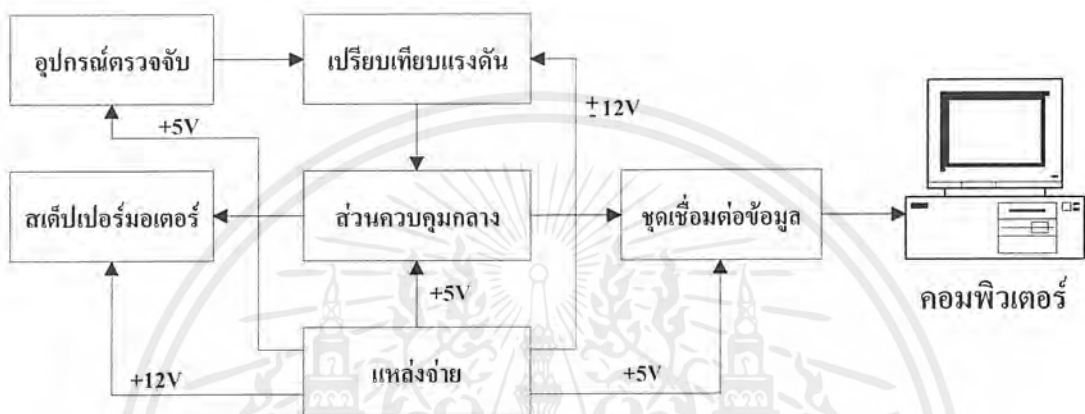 อุปกรณ์ตรวจจับ
เปรียบเทียบแรงดัน
+5V
±12V
สเต็ปเปอร์มอเตอร์
ส่วนควบคุมกลาง
ชุดเชื่อมต่อข้อมูล
คอมพิวเตอร์
+5V
+12V
แหล่งจ่าย
+5V